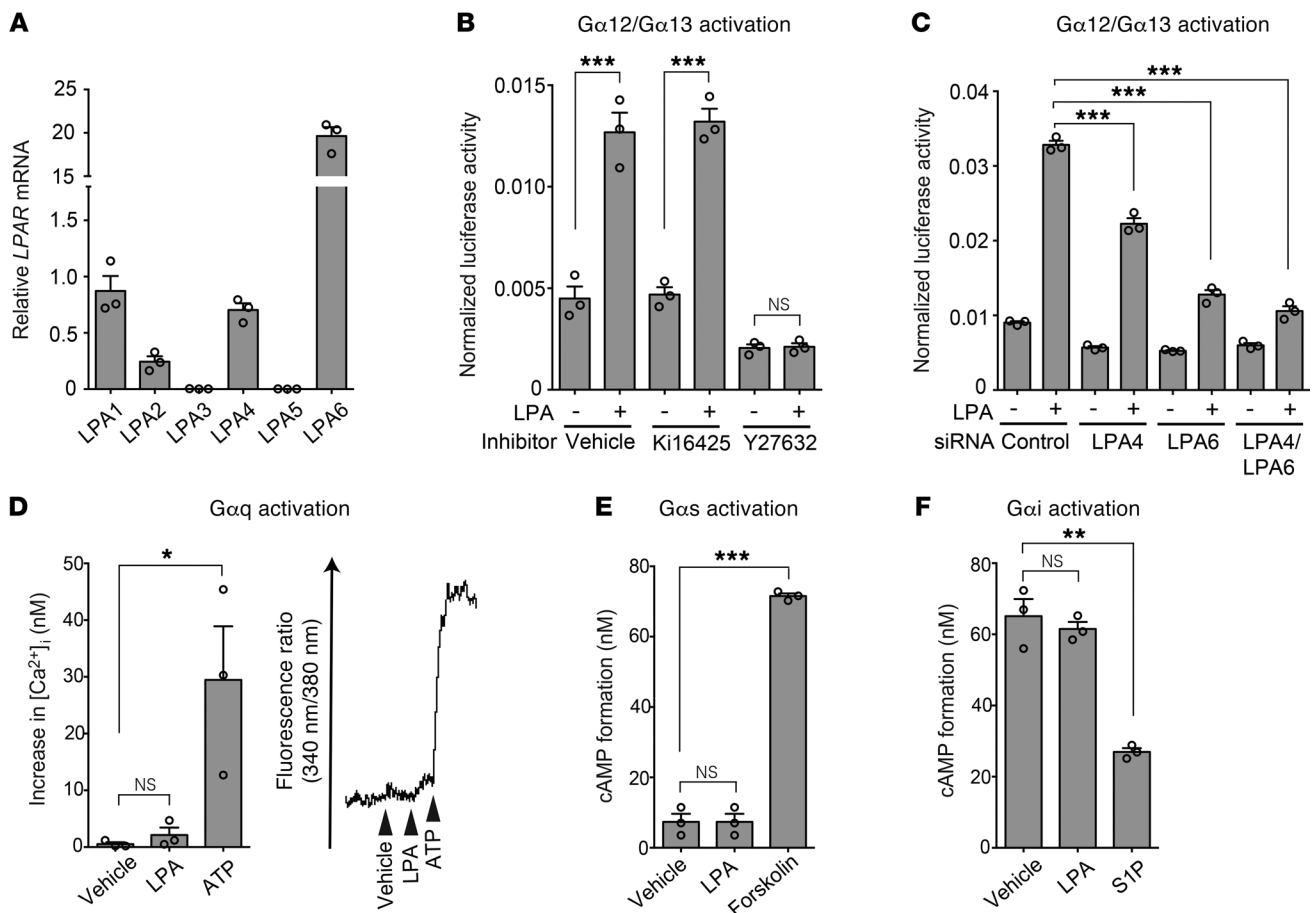 A
Relative LPAR mRNA
25
20
15
1.5
1.0
0.5
0
LPA1
LPA2
LPA3
LPA4
LPA5
LPA6
B
Gα12/Gα13 activation
Normalized luciferase activity
0.015
0.010
0.005
0
***
***
NS
LPA - + - + - +
Inhibitor Vehicle Ki16425 Y27632
C
Gα12/Gα13 activation
Normalized luciferase activity
0.04
0.03
0.02
0.01
0.00
***
***
***
LPA - + - + - + - +
siRNA Control LPA4 LPA6 LPA4/
LPA6
D
Gαq activation
Increase in [Ca2+]i (nM)
50
40
30
20
10
0
*
NS
Vehicle
LPA
ATP
Fluorescence ratio
(340 nm/380 nm)
Vehicle
LPA
ATP
E
Gαs activation
cAMP formation (nM)
80
60
40
20
0
***
NS
Vehicle
LPA
Forskolin
F
Gαi activation
cAMP formation (nM)
80
60
40
20
0
**
NS
Vehicle
LPA
S1P